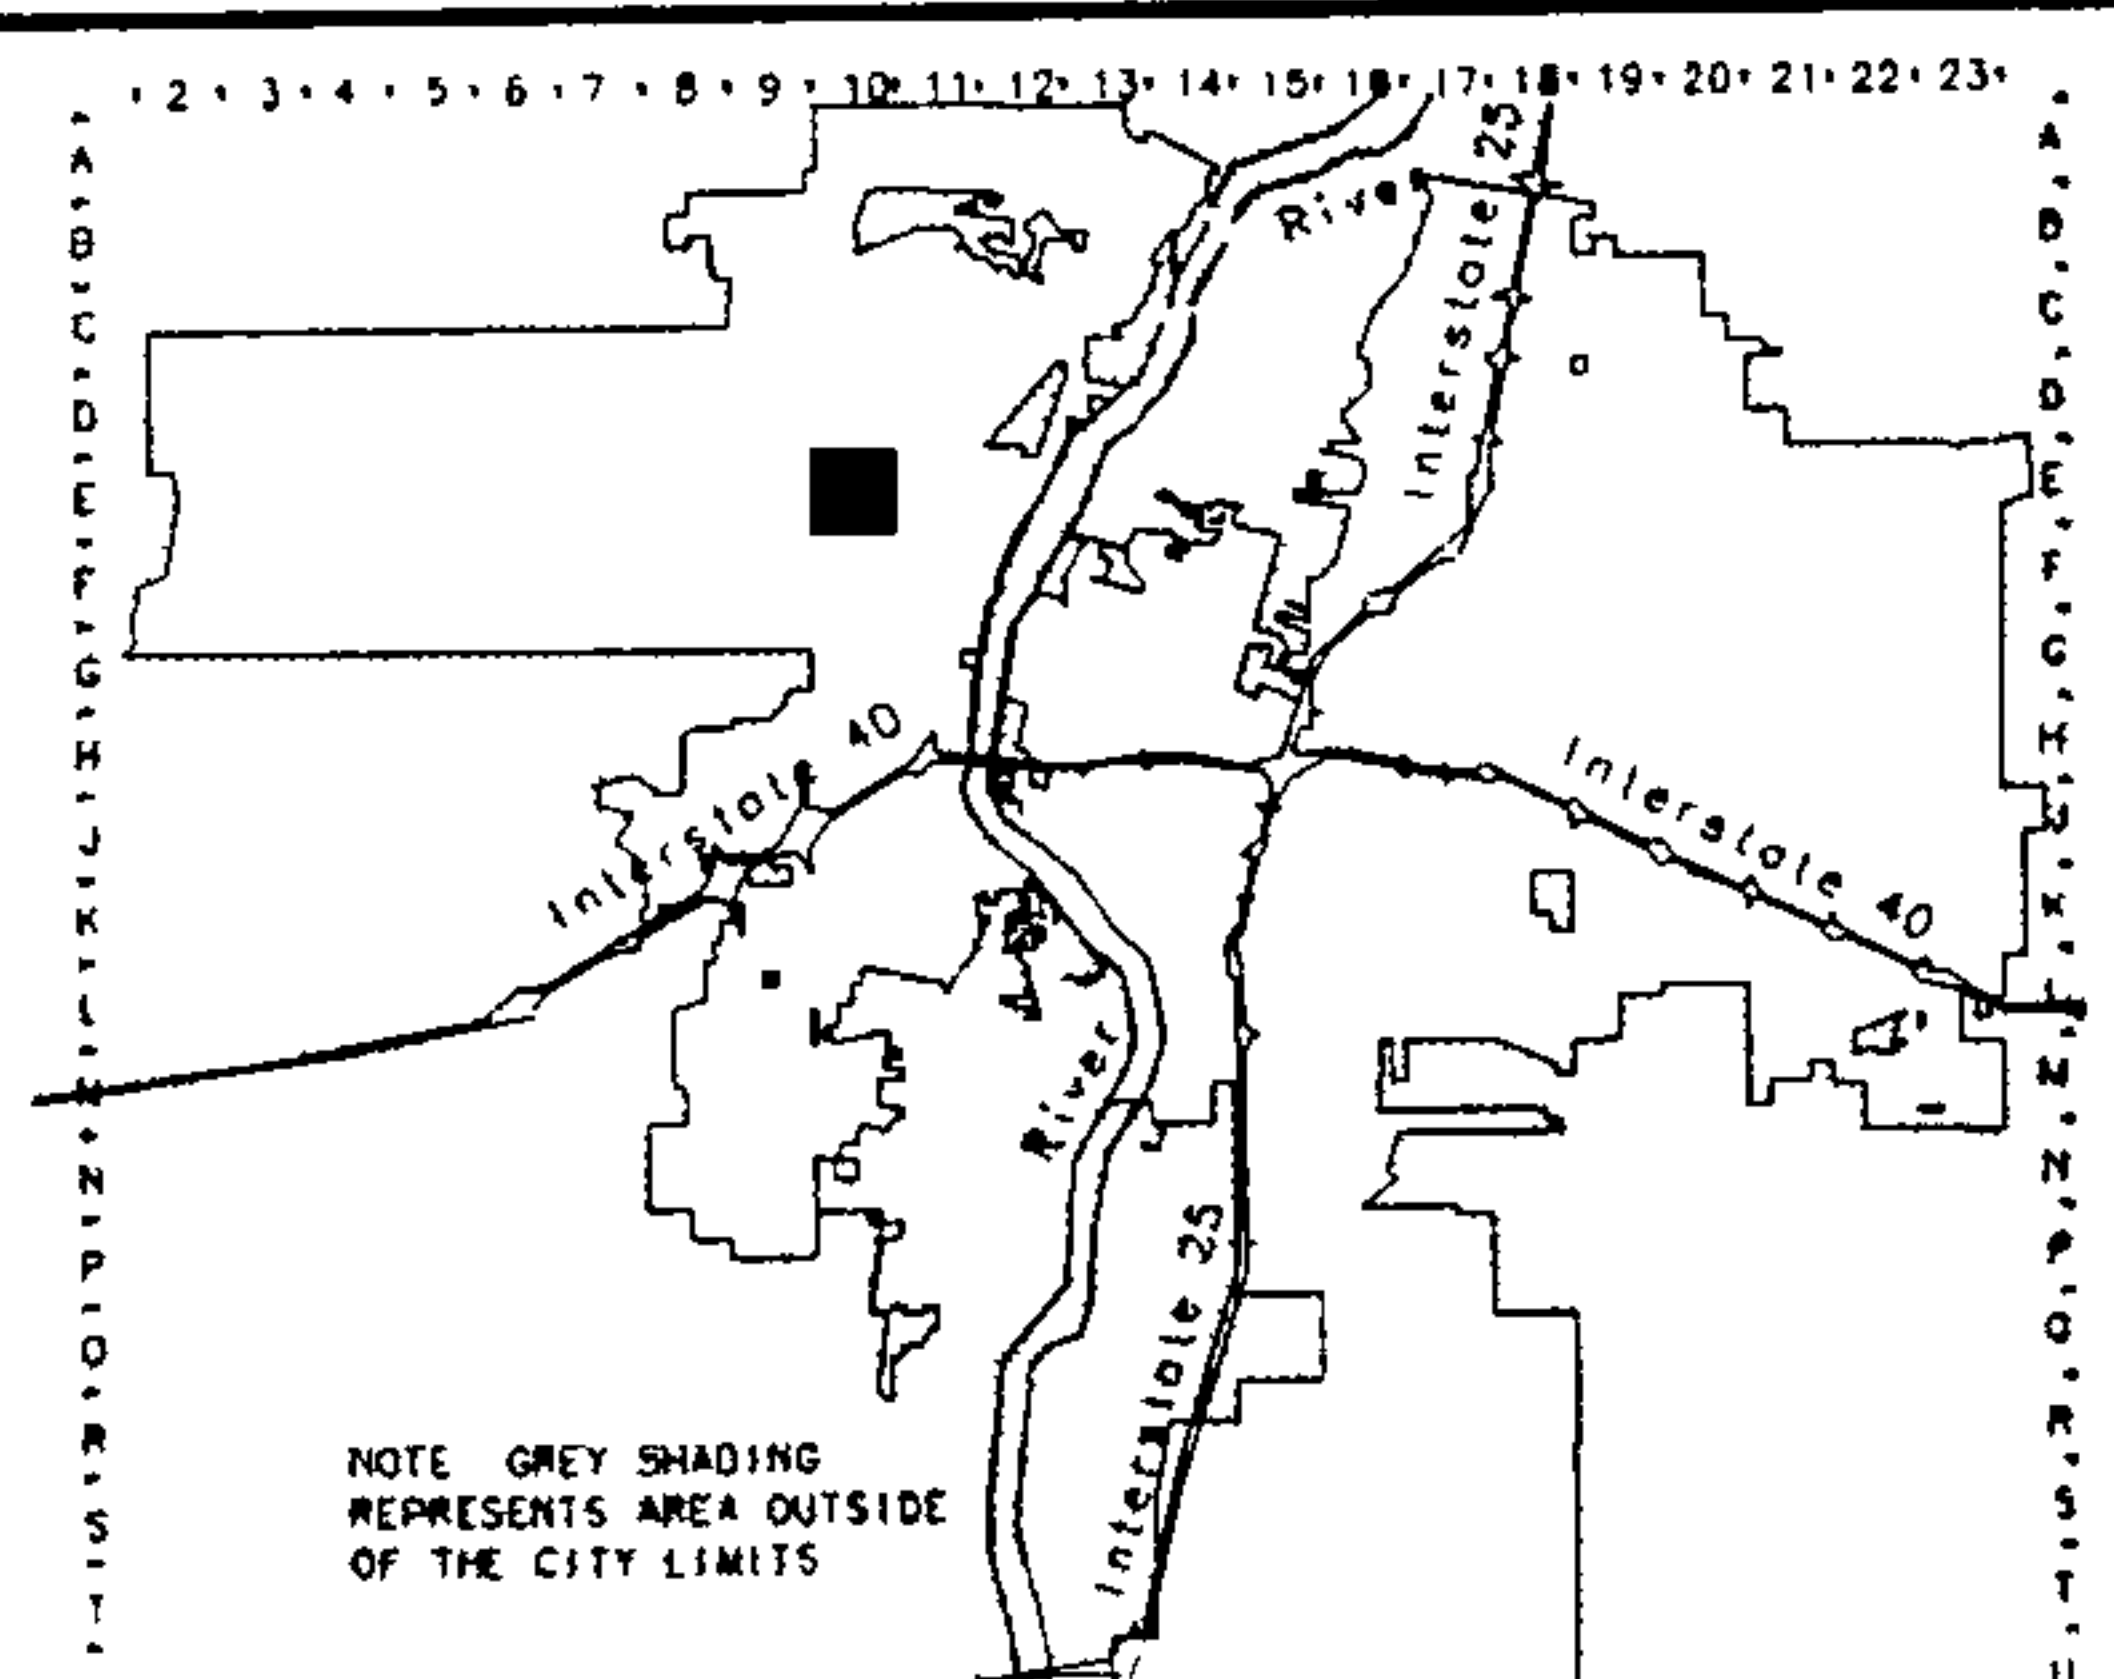 2 3 4 5 6 7 8 9 10 11 12 13 14 15 16 17 18 19 20 21 22 23
A
B
C
D
E
F
G
H
J
K
L
M
N
P
Q
R
S
T
River
Interstate 25
Interstate 40
Interstate 40
River
Interstate 25
A
B
C
D
E
F
G
H
J
K
L
M
N
P
Q
R
S
T
NOTE GREY SHADING
REPRESENTS AREA OUTSIDE
OF THE CITY LIMITS